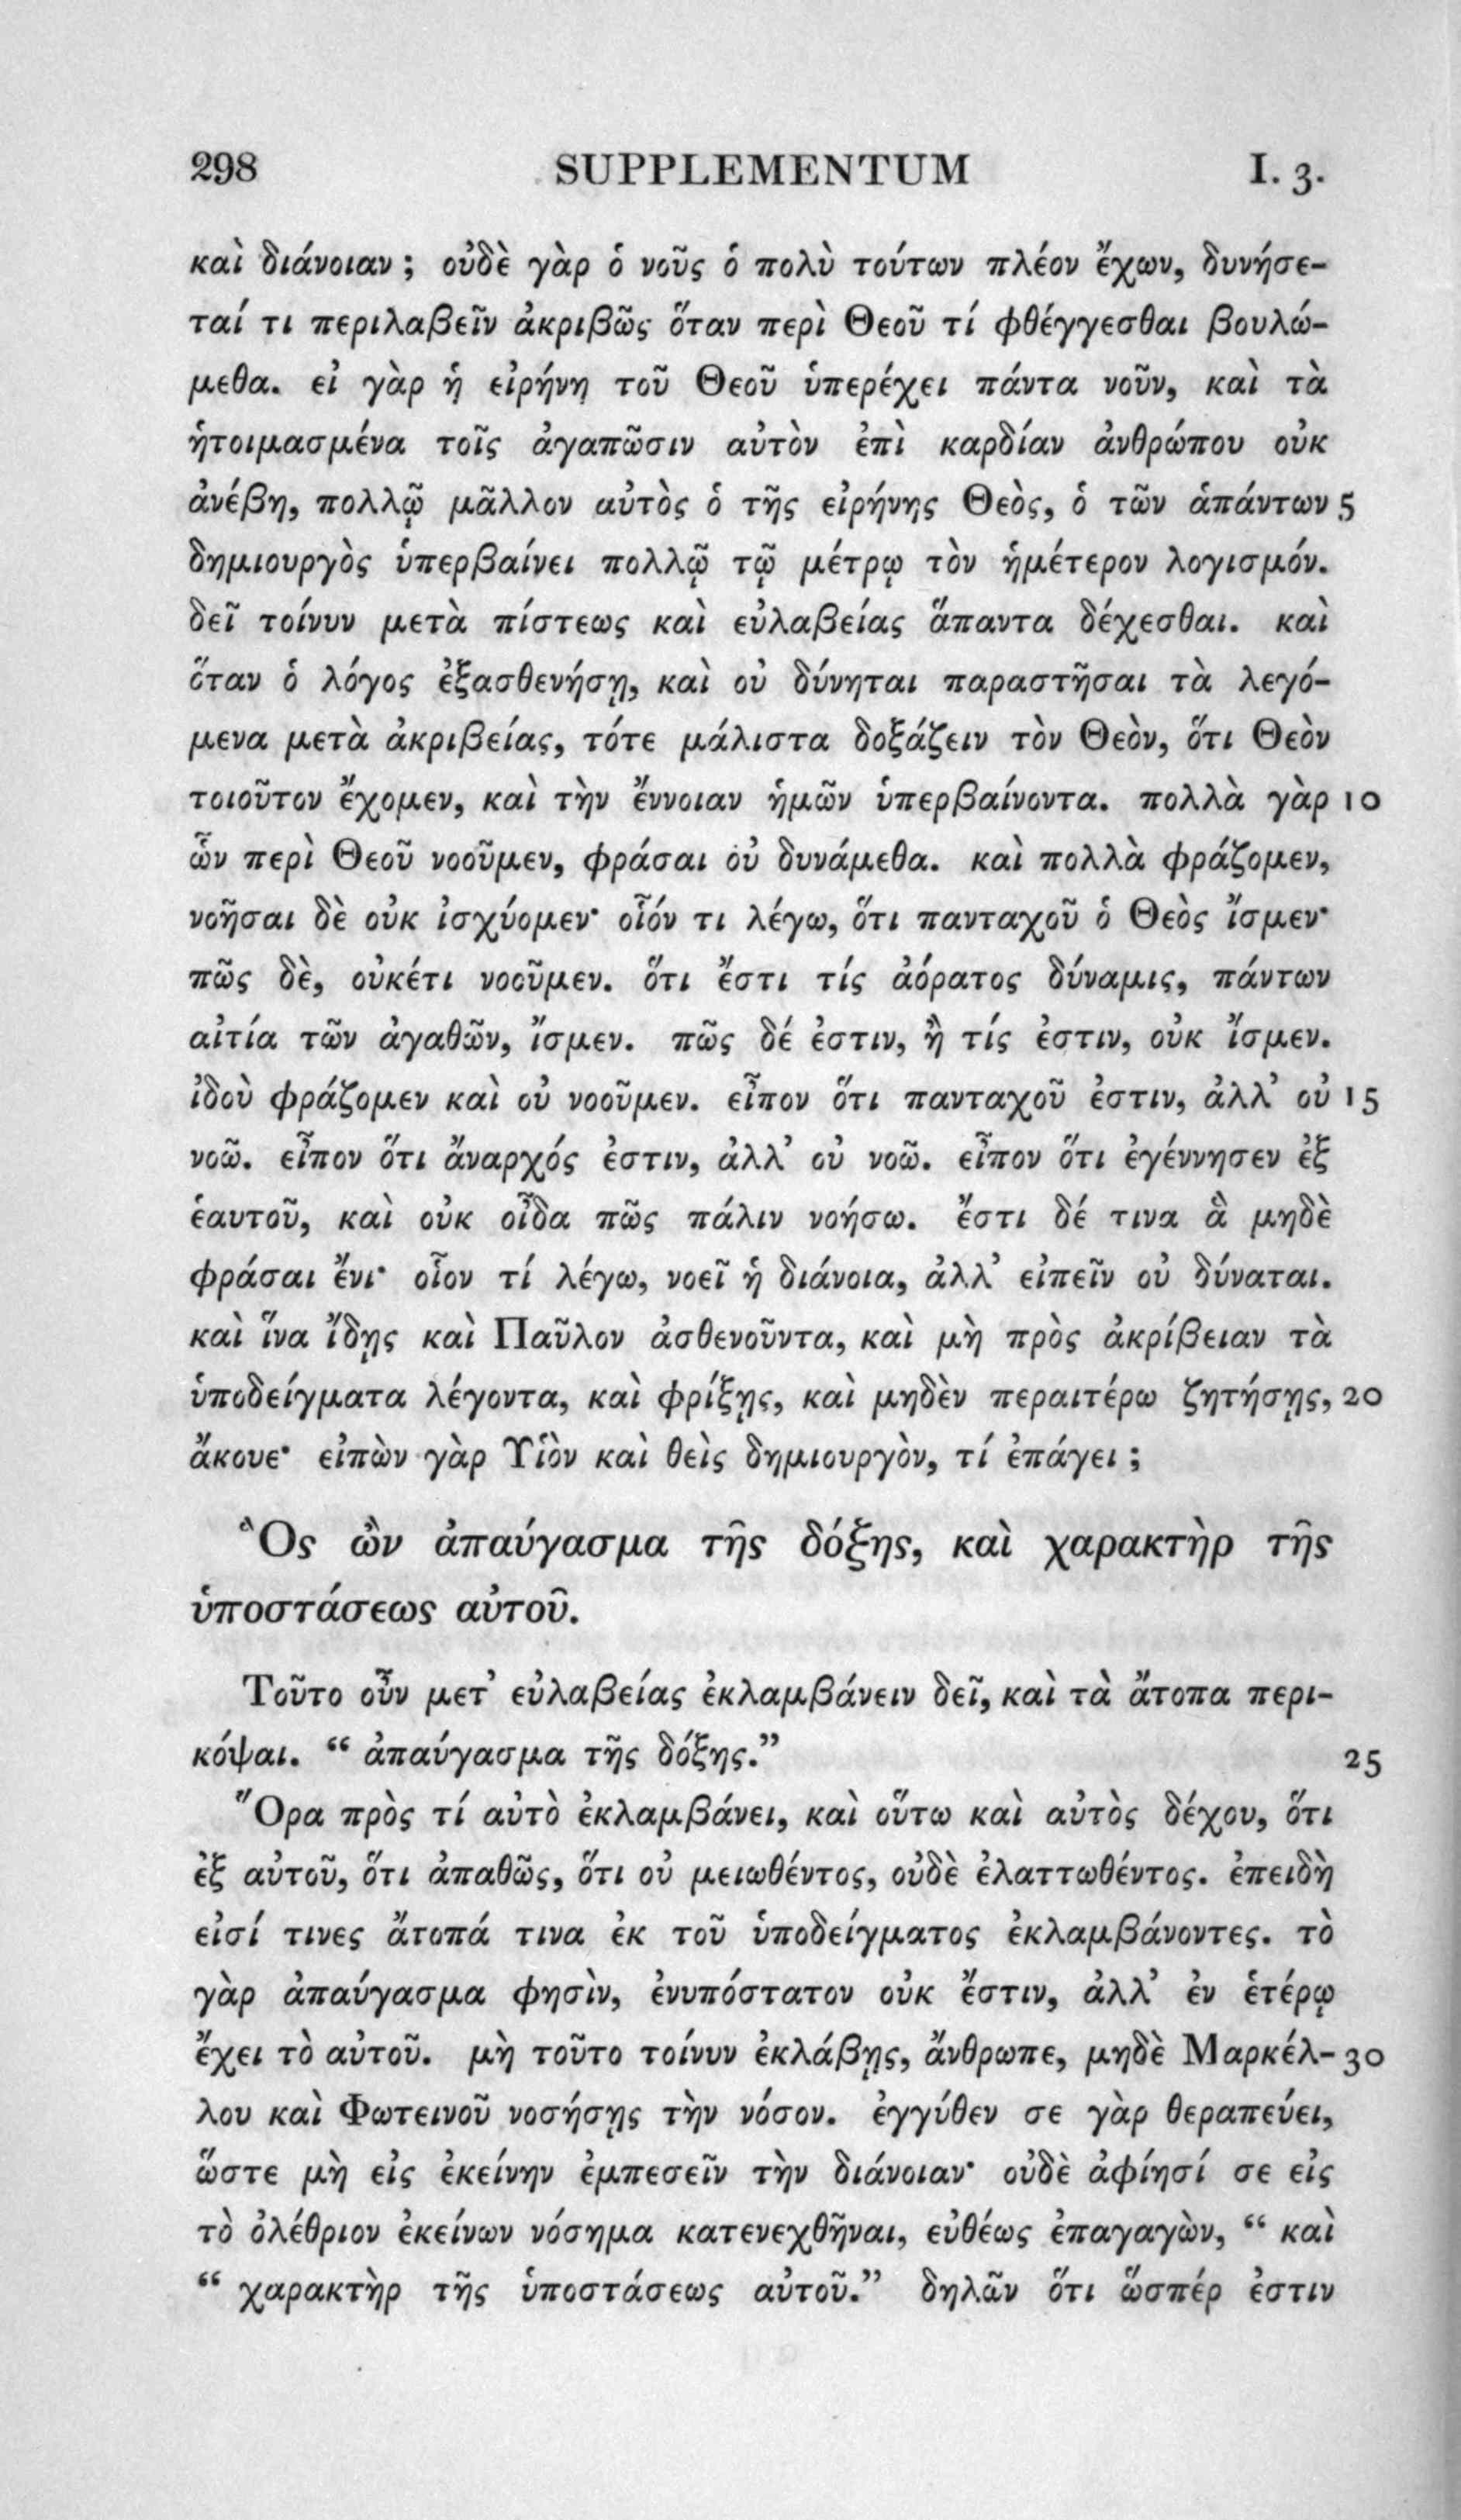 298 SUPPLEMENTUM I. 3.
καὶ διάνοιαν ; οὐδὲ γὰρ ὁ νοῦς ὁ πολὺ τούτων πλέον ἔχων, δυνήσε-
ταί τι περιλαβεῖν ἀκριβῶς ὅταν περὶ Θεοῦ τί φθέγγεσθαι βουλώ-
μεθα. εἰ γὰρ ἡ εἰρήνη τοῦ Θεοῦ ὑπερέχει πάντα νοῦν, καὶ τὰ
ἡτοιμασμένα τοῖς ἀγαπῶσιν αὐτὸν ἐπὶ καρδίαν ἀνθρώπου οὐκ
ἀνέβη, πολλῷ μᾶλλον αὐτὸς ὁ τῆς εἰρήνης Θεὸς, ὁ τῶν ἁπάντων 5
δημιουργὸς ὑπερβαίνει πολλῷ τῷ μέτρῳ τὸν ἡμέτερον λογισμόν.
δεῖ τοίνυν μετὰ πίστεως καὶ εὐλαβείας ἅπαντα δέχεσθαι. καὶ
ὅταν ὁ λόγος ἐξασθενήσῃ, καὶ οὐ δύνηται παραστῆσαι τὰ λεγό-
μενα μετὰ ἀκριβείας, τότε μάλιστα δοξάζειν τὸν Θεὸν, ὅτι Θεὸν
τοιοῦτον ἔχομεν, καὶ τὴν ἔννοιαν ἡμῶν ὑπερβαίνοντα. πολλὰ γὰρ 10
ὧν περὶ Θεοῦ νοοῦμεν, φράσαι οὐ δυνάμεθα. καὶ πολλὰ φράζομεν,
νοῆσαι δὲ οὐκ ἰσχύομεν· οἷόν τι λέγω, ὅτι πανταχοῦ ὁ Θεὸς ἴσμεν·
πῶς δὲ, οὐκέτι νοοῦμεν. ὅτι ἔστι τίς ἀόρατος δύναμις, πάντων
αἰτία τῶν ἀγαθῶν, ἴσμεν. πῶς δέ ἐστιν, ἢ τίς ἐστιν, οὐκ ἴσμεν.
ἰδοὺ φράζομεν καὶ οὐ νοοῦμεν. εἶπον ὅτι πανταχοῦ ἐστιν, ἀλλ’ οὐ 15
νοῶ. εἶπον ὅτι ἄναρχός ἐστιν, ἀλλ’ οὐ νοῶ. εἶπον ὅτι ἐγέννησεν ἐξ
ἑαυτοῦ, καὶ οὐκ οἶδα πῶς πάλιν νοήσω. ἔστι δέ τινα ἃ μηδὲ
φράσαι ἔνι· οἷον τί λέγω, νοεῖ ἡ διάνοια, ἀλλ’ εἰπεῖν οὐ δύναται.
καὶ ἵνα ἴδῃς καὶ Παῦλον ἀσθενοῦντα, καὶ μὴ πρὸς ἀκρίβειαν τὰ
ὑποδείγματα λέγοντα, καὶ φρίξῃς, καὶ μηδὲν περαιτέρω ζητήσῃς, 20
ἄκουε· εἰπὼν γὰρ Υἱὸν καὶ θεὶς δημιουργὸν, τί ἐπάγει ;
Ὃς ὢν ἀπαύγασμα τῆς δόξης, καὶ χαρακτὴρ τῆς
ὑποστάσεως αὐτοῦ.
Τοῦτο οὖν μετ’ εὐλαβείας ἐκλαμβάνειν δεῖ, καὶ τὰ ἄτοπα περι-
κόψαι. “ ἀπαύγασμα τῆς δόξης.” 25
Ὅρα πρὸς τί αὐτὸ ἐκλαμβάνει, καὶ οὕτω καὶ αὐτὸς δέχου, ὅτι
ἐξ αὐτοῦ, ὅτι ἀπαθῶς, ὅτι οὐ μειωθέντος, οὐδὲ ἐλαττωθέντος. ἐπειδὴ
εἰσί τινες ἄτοπά τινα ἐκ τοῦ ὑποδείγματος ἐκλαμβάνοντες. τὸ
γὰρ ἀπαύγασμα φησὶν, ἐνυπόστατον οὐκ ἔστιν, ἀλλ’ ἐν ἑτέρῳ
ἔχει τὸ αὐτοῦ. μὴ τοῦτο τοίνυν ἐκλάβῃς, ἄνθρωπε, μηδὲ Μαρκέλ- 30
λου καὶ Φωτεινοῦ νοσήσῃς τὴν νόσον. ἐγγύθεν σε γὰρ θεραπεύει,
ὥστε μὴ εἰς ἐκείνην ἐμπεσεῖν τὴν διάνοιαν· οὐδὲ ἀφίησί σε εἰς
τὸ ὀλέθριον ἐκείνων νόσημα κατενεχθῆναι, εὐθέως ἐπαγαγὼν, “ καὶ
“ χαρακτὴρ τῆς ὑποστάσεως αὐτοῦ.” δηλῶν ὅτι ὥσπέρ ἐστιν